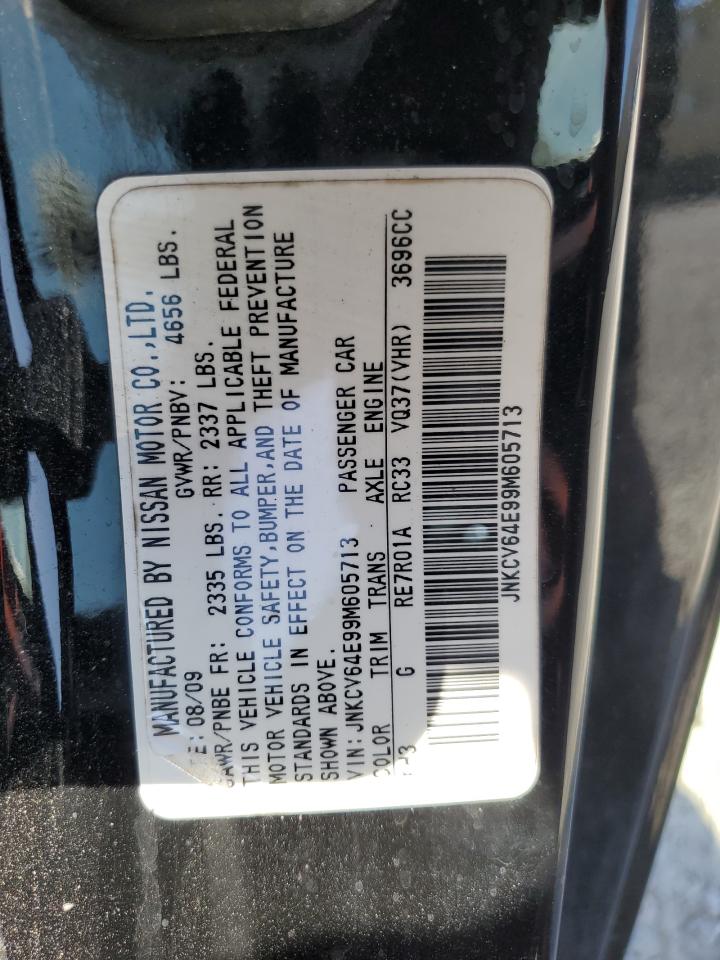 MANUFACTURED BY NISSAN MOTOR CO.,LTD.
08/09 GVWR/PNBV: 4656 LBS.
GAWR/PNBE FR: 2335 LBS. RR: 2337 LBS.
THIS VEHICLE CONFORMS TO ALL APPLICABLE FEDERAL
MOTOR VEHICLE SAFETY,BUMPER,AND THEFT PREVENTION
STANDARDS IN EFFECT ON THE DATE OF MANUFACTURE
SHOWN ABOVE.
VIN:JNKCV64E99M605713 PASSENGER CAR
COLOR TRIM TRANS AXLE ENGINE
G RE7R01A RC33 VQ37(VHR) 3696CC
JNKCV64E99M605713